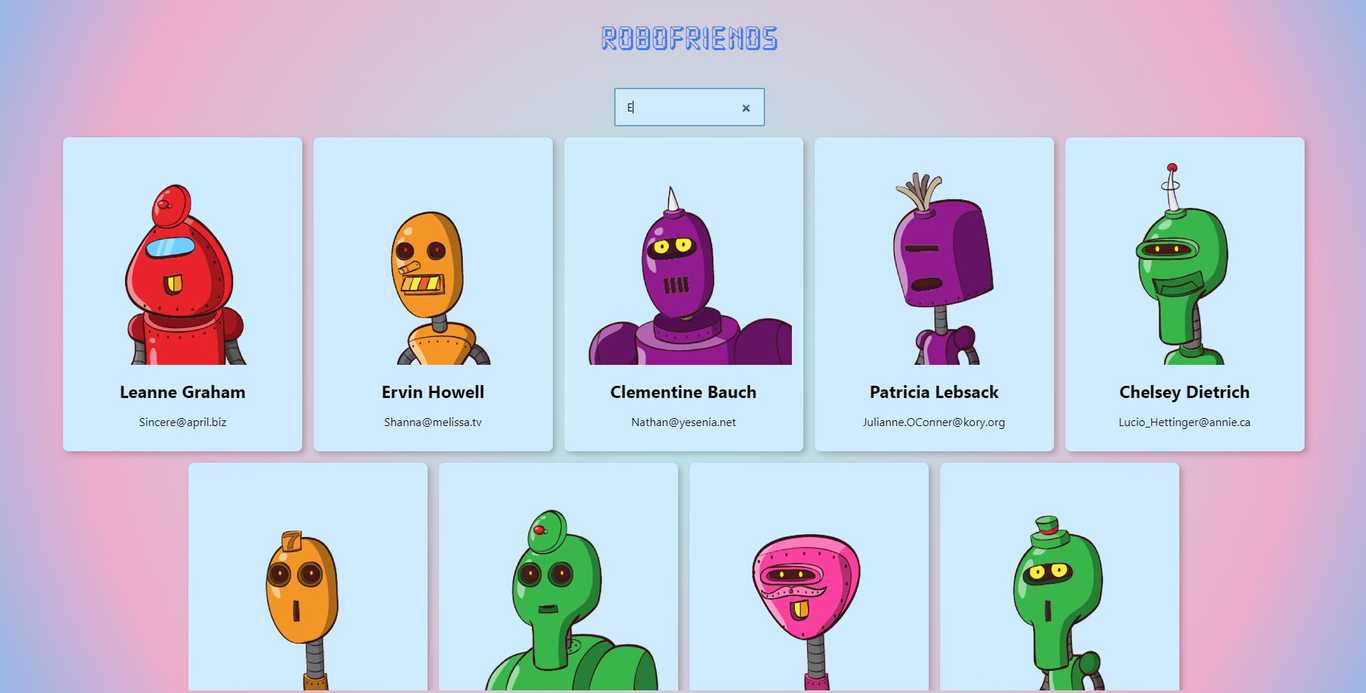 ROBOFRIENDS
E
Leanne Graham
Sincere@april.biz
Ervin Howell
Shanna@melissa.tv
Clementine Bauch
Nathan@yesenia.net
Patricia Lebsack
Julianne.OConner@kory.org
Chelsey Dietrich
Lucio_Hettinger@annie.ca
7